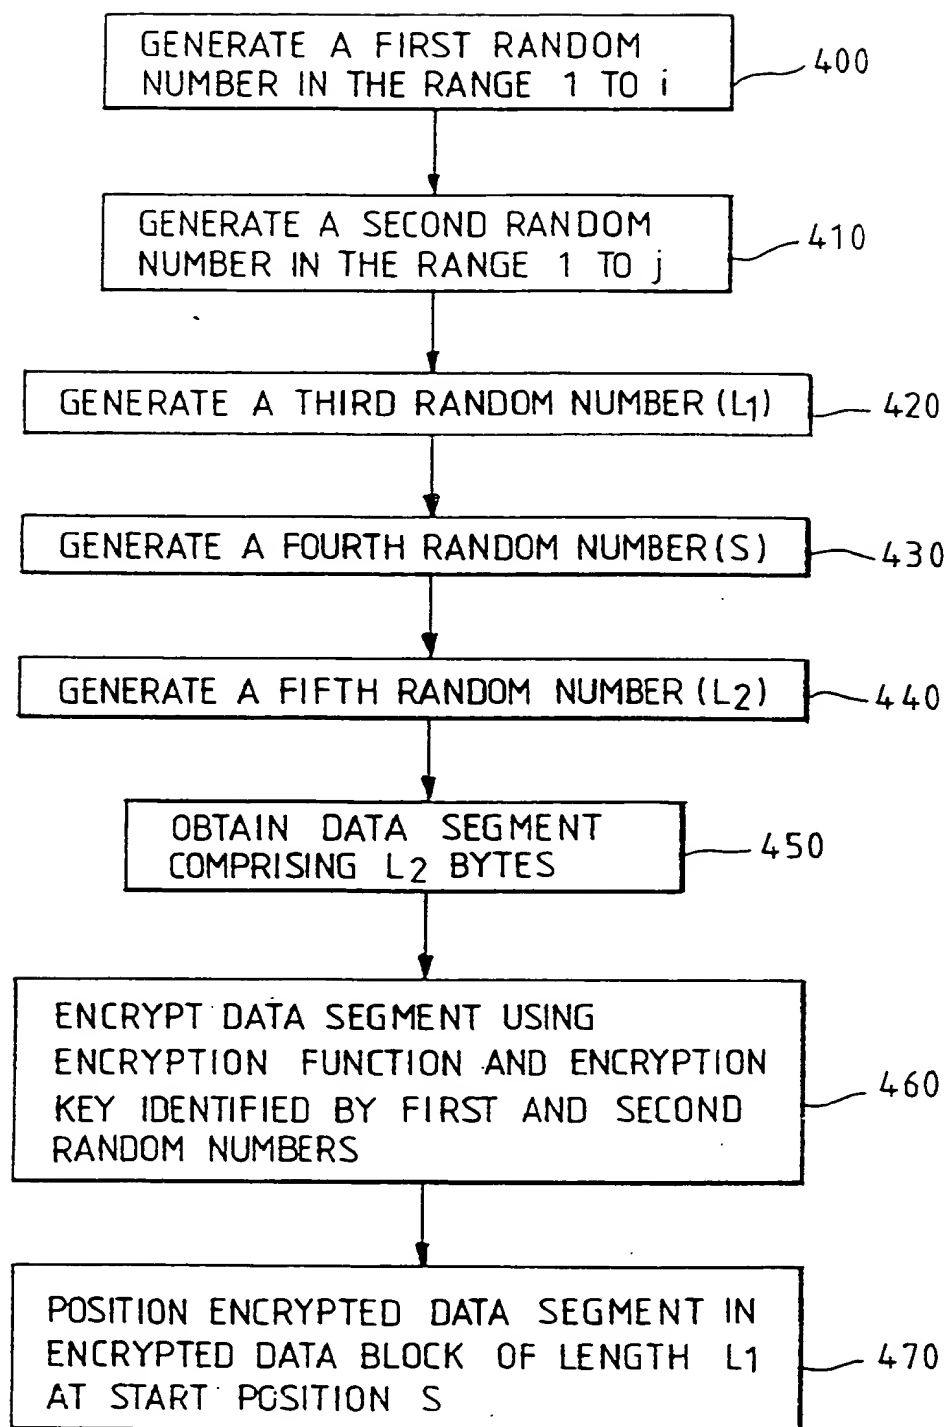 GENERATE A FIRST RANDOM
NUMBER IN THE RANGE 1 TO i
400
GENERATE A SECOND RANDOM
NUMBER IN THE RANGE 1 TO j
410
GENERATE A THIRD RANDOM NUMBER (L1)
420
GENERATE A FOURTH RANDOM NUMBER (S)
430
GENERATE A FIFTH RANDOM NUMBER (L2)
440
OBTAIN DATA SEGMENT
COMPRISING L2 BYTES
450
ENCRYPT DATA SEGMENT USING
ENCRYPTION FUNCTION AND ENCRYPTION
KEY IDENTIFIED BY FIRST AND SECOND
RANDOM NUMBERS
460
POSITION ENCRYPTED DATA SEGMENT IN
ENCRYPTED DATA BLOCK OF LENGTH L1
AT START POSITION S
470